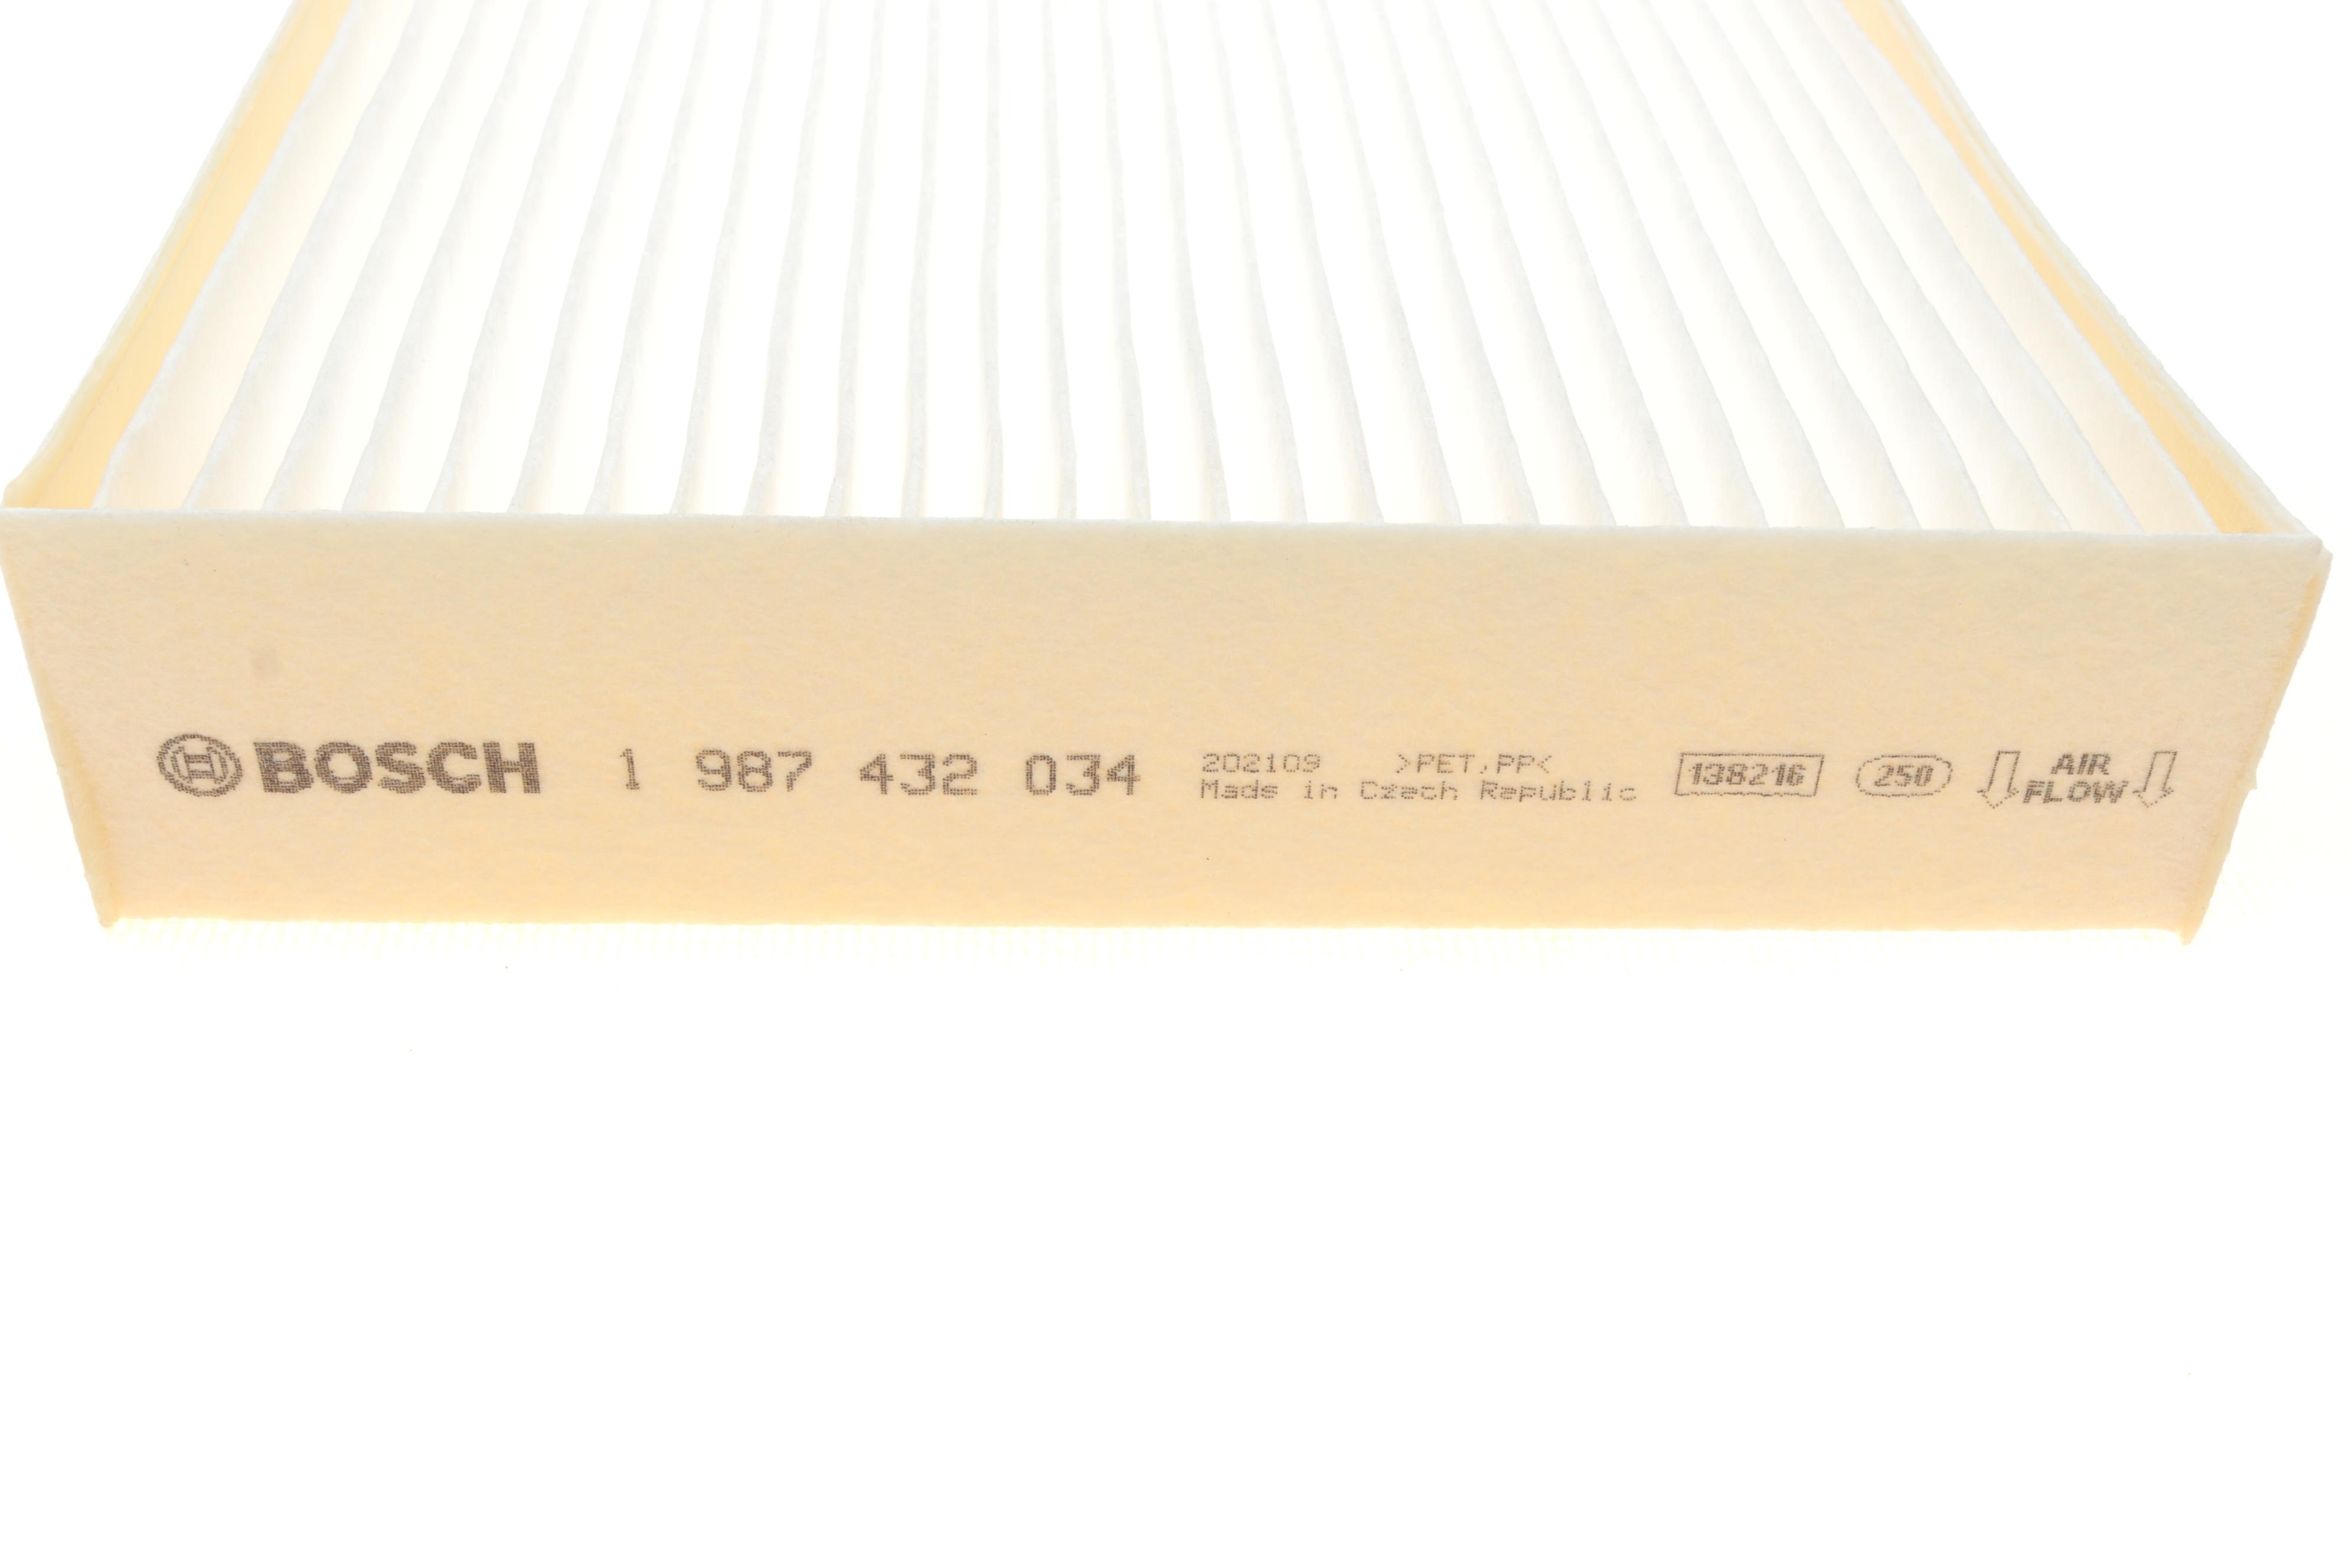 BOSCH 1 987 432 034
202109 >PET,PP<
Made in Czech Republic
138216
250
AIR
FLOW